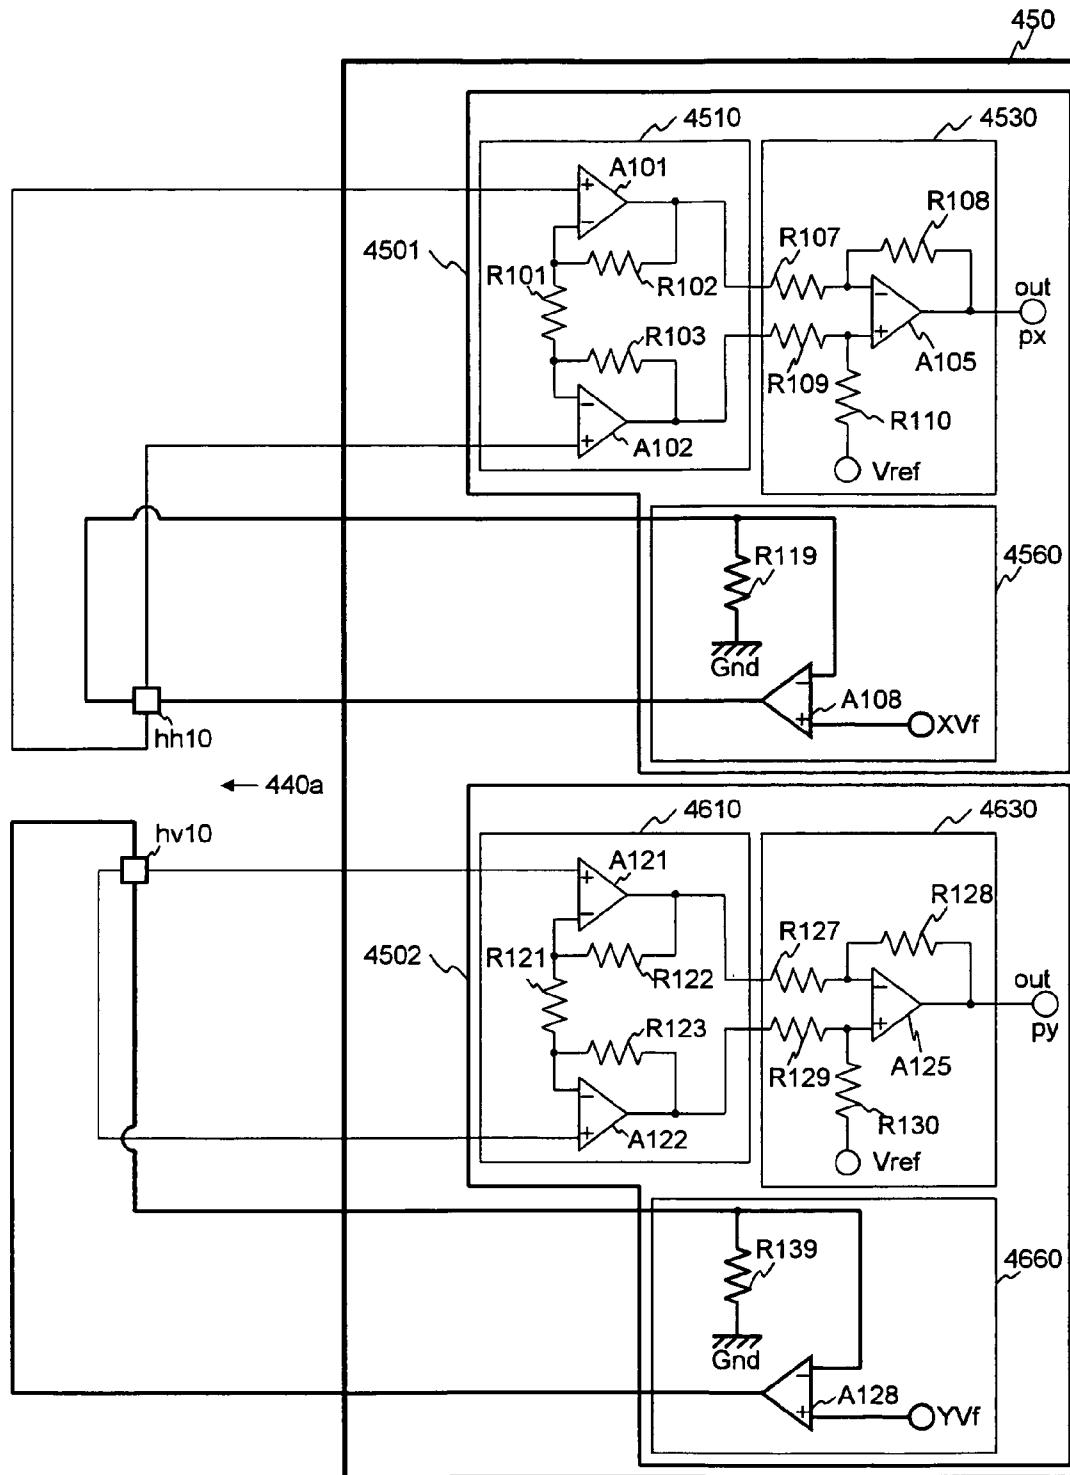 450
4510
4530
A101
+
−
R108
R107
4501
R101
R102
−
out
R103
+
px
A105
R109
−
R110
+
A102
Vref
R119
4560
Gnd
−
A108
hh10
+
XVf
440a
hv10
4610
4630
A121
+
−
R128
R127
4502
R121
R122
−
out
R123
+
py
A125
R129
−
R130
+
A122
Vref
R139
4660
Gnd
−
A128
+
YVf